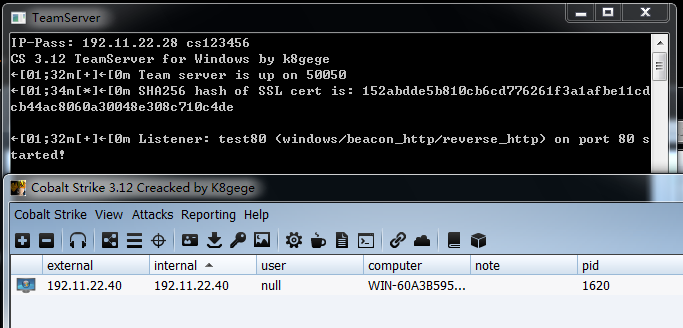 TeamServer
IP-Pass: 192.11.22.28 cs123456
CS 3.12 TeamServer for Windows by k8gege
←[01;32m[+]←[0m Team server is up on 50050
←[01;34m[*]←[0m SHA256 hash of SSL cert is: 152abdde5b810cb6cd776261f3a1afbe11cd
cb44ac8060a30048e308c710c4de
←[01;32m[+]←[0m Listener: test80 (windows/beacon_http/reverse_http) on port 80 s
tarted!
Cobalt Strike 3.12 Creacked by K8gege
Cobalt Strike View Attacks Reporting Help
external internal user computer note pid
192.11.22.40 192.11.22.40 null WIN-60A3B595... 1620